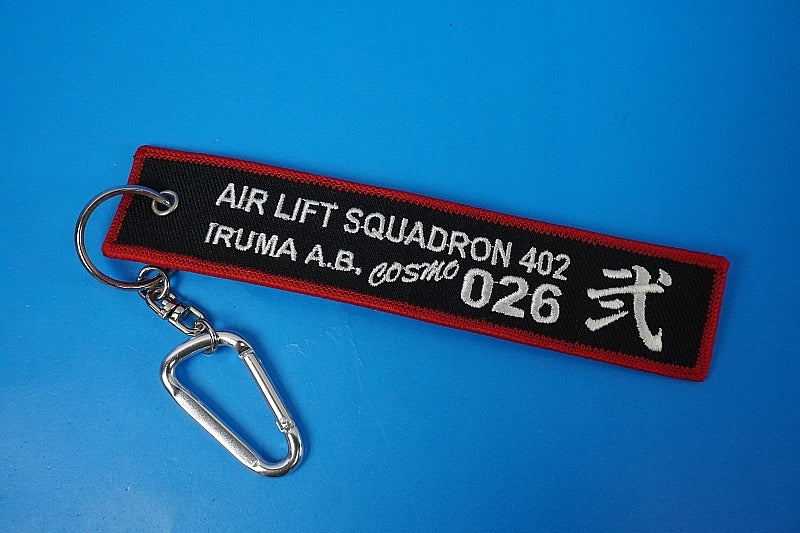 AIR LIFT SQUADRON 402
IRUMA A.B. COSMO 026 弐